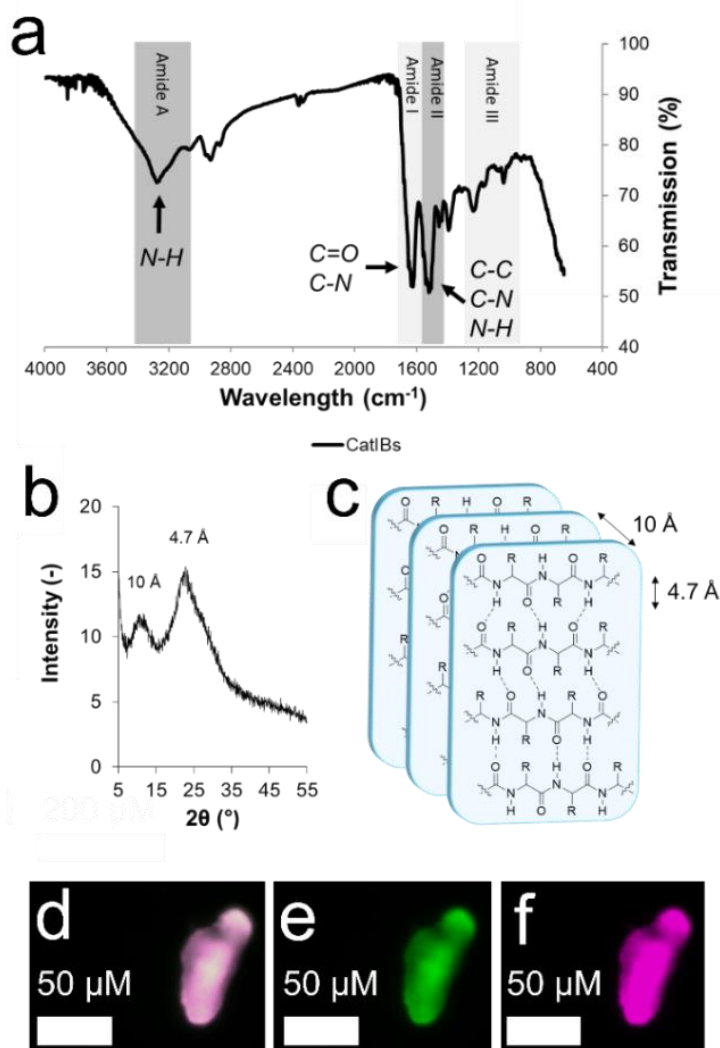 a
Amide A
Amide I
Amide II
Amide III
100
90
80
70
60
50
40
Transmission (%)
N-H
C=O
C-N
C-C
C-N
N-H
4000 3600 3200 2800 2400 2000 1600 1200 800 400
Wavelength (cm-1)
CatIBs
b
20
15
10
5
0
Intensity (-)
10 Å
4.7 Å
5 15 25 35 45 55
2θ (°)
200 µM
c
10 Å
4.7 Å
O R H O R
O R H O
N N
H R O H
O H R O
N N
H R O R H
R O H R O
N N
H R O H
O R H O
N N
H O R H
d
50 µM
e
50 µM
f
50 µM